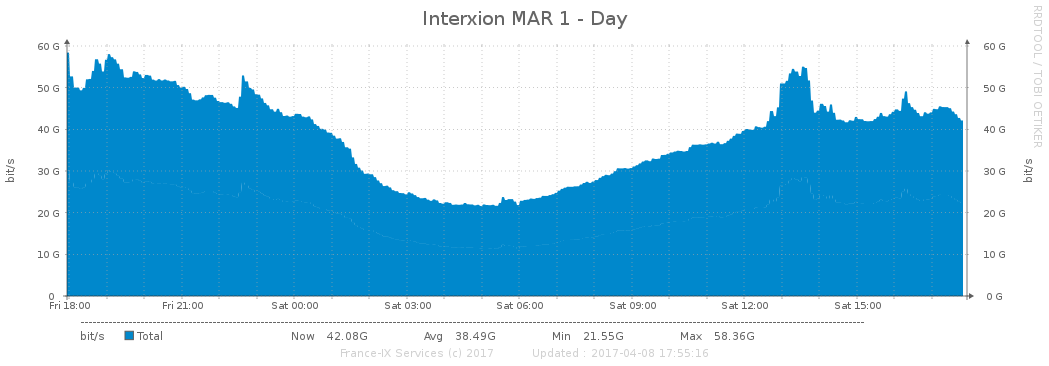 Interxion MAR 1 - Day
RRDTOOL / TOBI OETIKER
bit/s
60 G
50 G
40 G
30 G
20 G
10 G
0
60 G
50 G
40 G
30 G
20 G
10 G
0 G
bit/s
Fri 18:00 Fri 21:00 Sat 00:00 Sat 03:00 Sat 06:00 Sat 09:00 Sat 12:00 Sat 15:00
bit/s Total Now 42.08G Avg 38.49G Min 21.55G Max 58.36G
France-IX Services (c) 2017 Updated : 2017-04-08 17:55:16